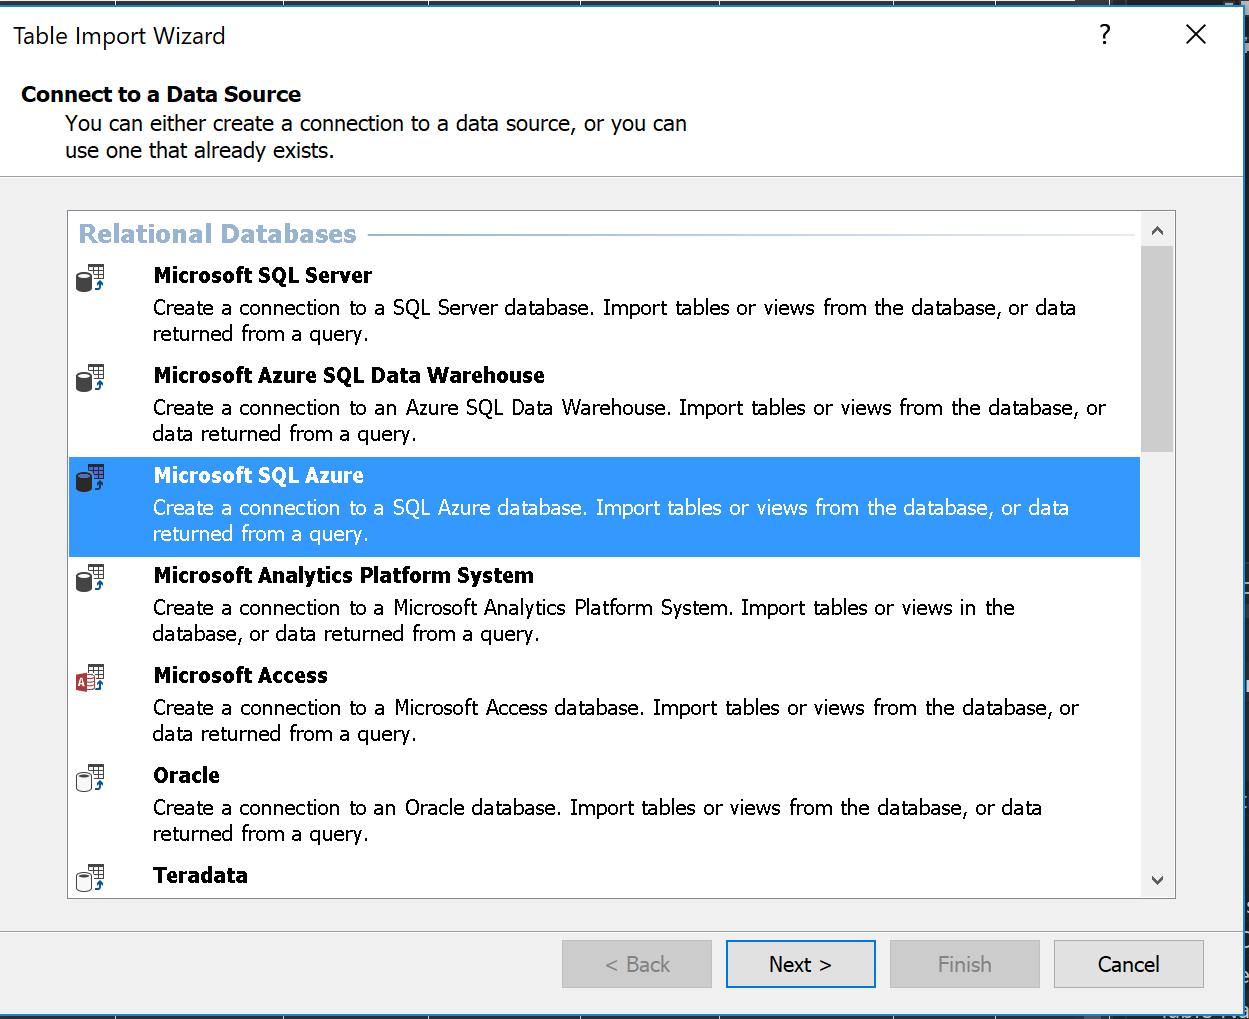 Table Import Wizard
?
Connect to a Data Source
You can either create a connection to a data source, or you can
use one that already exists.
Relational Databases
Microsoft SQL Server
Create a connection to a SQL Server database. Import tables or views from the database, or data
returned from a query.
Microsoft Azure SQL Data Warehouse
Create a connection to an Azure SQL Data Warehouse. Import tables or views from the database, or
data returned from a query.
Microsoft SQL Azure
Create a connection to a SQL Azure database. Import tables or views from the database, or data
returned from a query.
Microsoft Analytics Platform System
Create a connection to a Microsoft Analytics Platform System. Import tables or views in the
database, or data returned from a query.
Microsoft Access
Create a connection to a Microsoft Access database. Import tables or views from the database, or
data returned from a query.
Oracle
Create a connection to an Oracle database. Import tables or views from the database, or data
returned from a query.
Teradata
< Back
Next >
Finish
Cancel